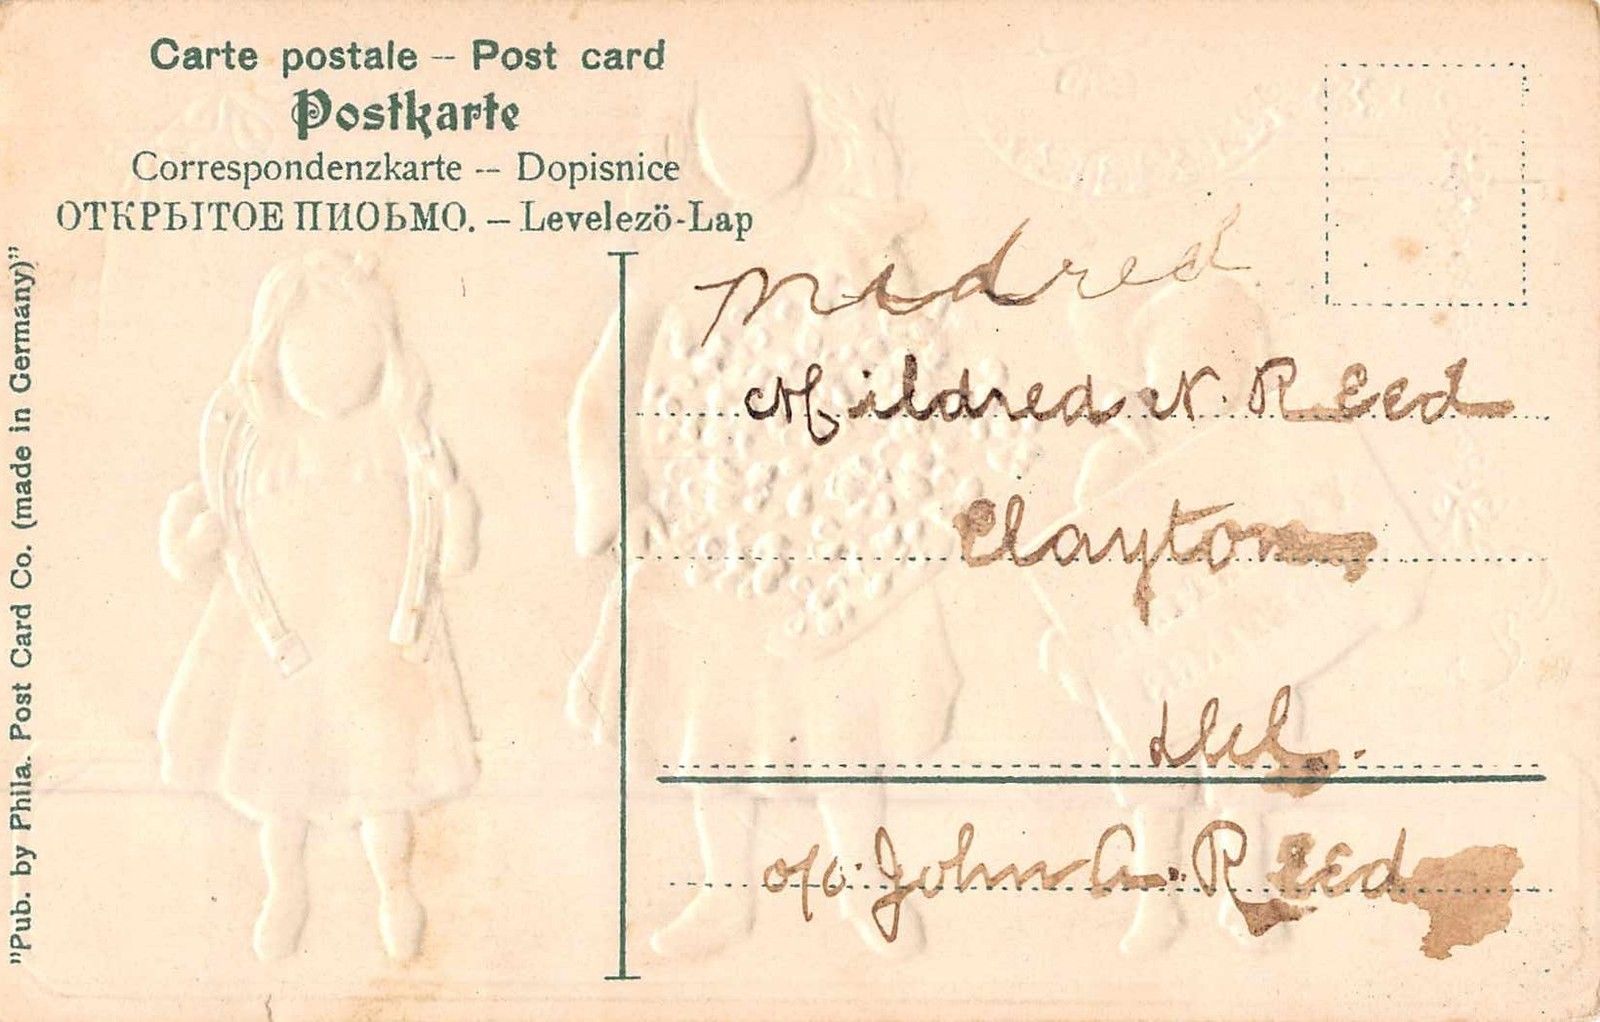 Carte postale -- Post card
Postkarte
Correspondenzkarte -- Dopisnice
ОТКРЫТОЕ ПИОЬМО. – Levelezö-Lap
"Pub. by Phila. Post Card Co. (made in Germany)"
Mildred
Mildred N. Reed
Clayton
Del.
c/o. John A. Reed